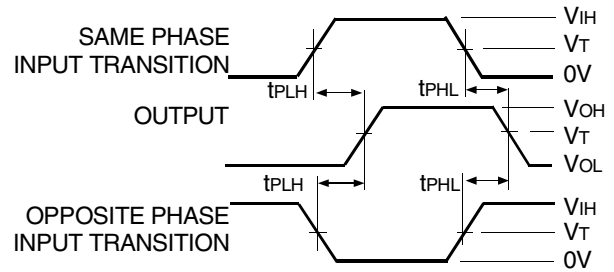 SAME PHASE
INPUT TRANSITION
VIH
VT
0V
tPLH
tPHL
OUTPUT
VOH
VT
VOL
tPLH
tPHL
OPPOSITE PHASE
INPUT TRANSITION
VIH
VT
0V